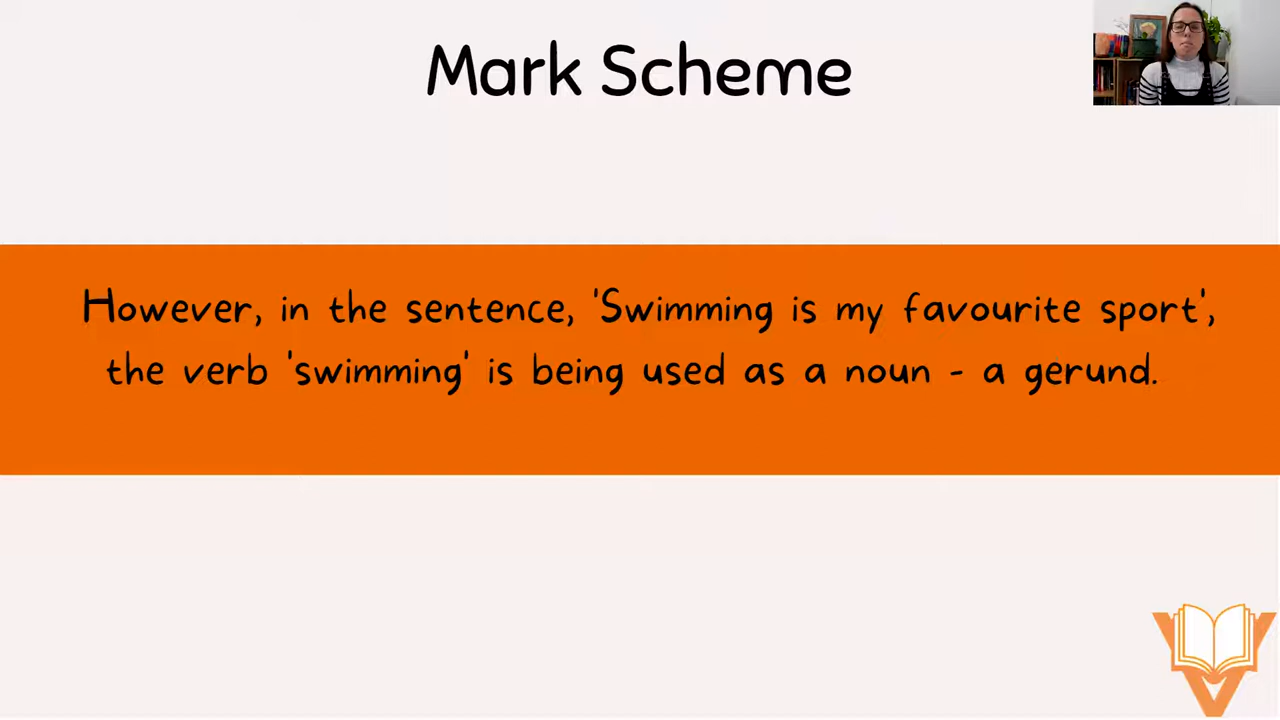 Mark Scheme
However, in the sentence, 'Swimming is my favourite sport',
the verb 'swimming' is being used as a noun - a gerund.